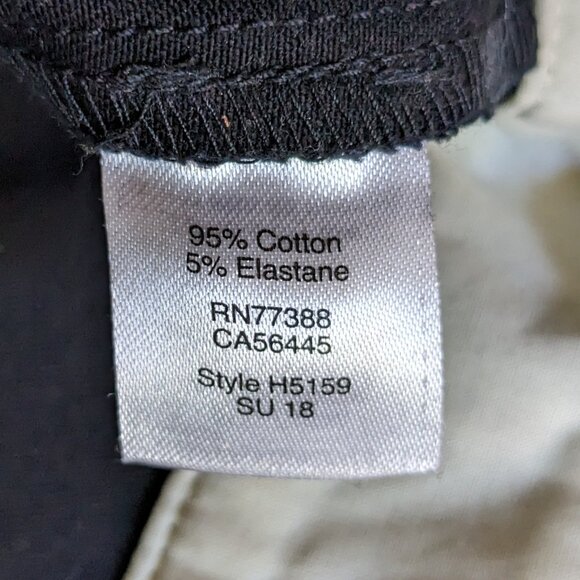 95% Cotton
5% Elastane
RN77388
CA56445
Style H5159
SU 18